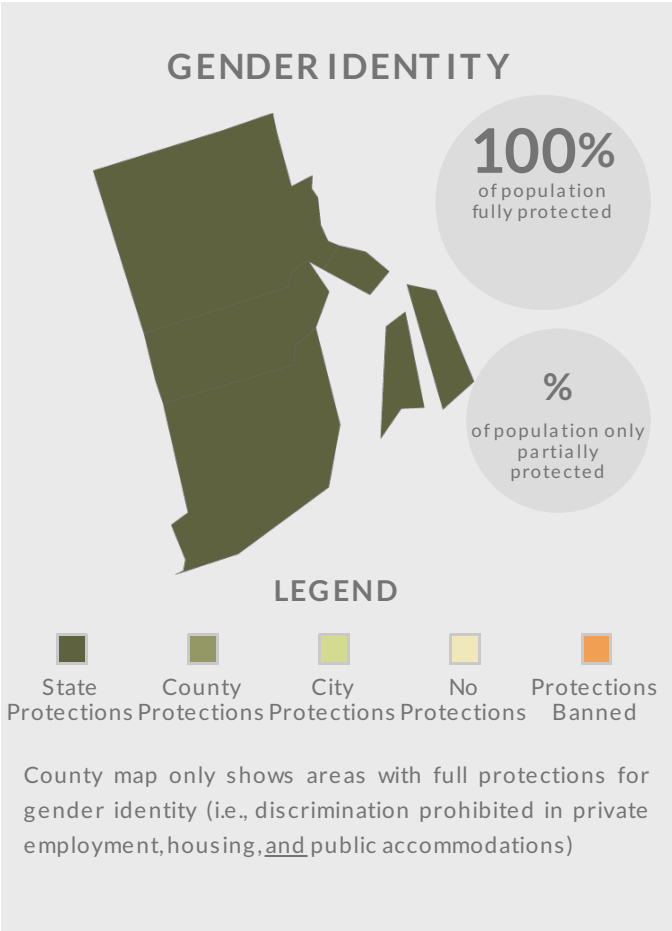 GENDER IDENTITY
100%
of population
fully protected
%
of population only
partially
protected
LEGEND
State
Protections
County
Protections
City
Protections
No
Protections
Protections
Banned
County map only shows areas with full protections for
gender identity (i.e., discrimination prohibited in private
employment, housing, and public accommodations)